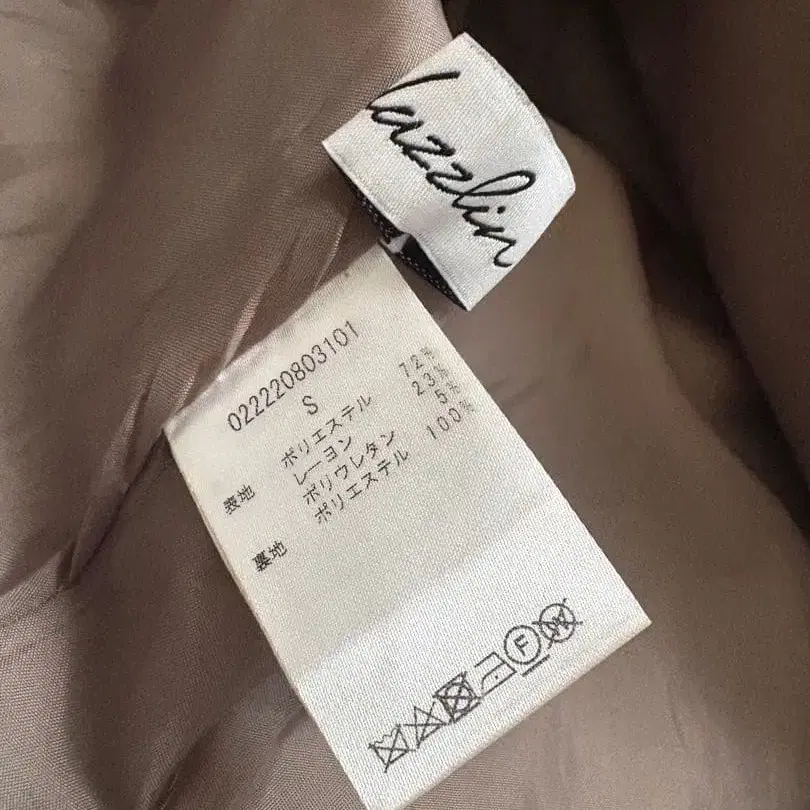 lazzlin
022220803101
S
表地 ポリエステル 72%
レーヨン 23%
ポリウレタン 5%
裏地 ポリエステル 100%
F
W